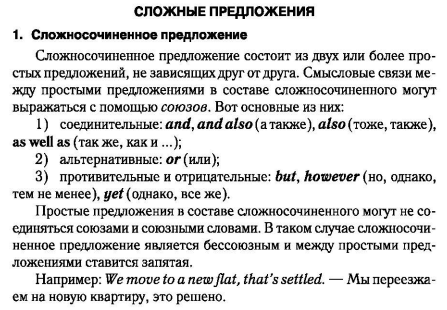 СЛОЖНЫЕ ПРЕДЛОЖЕНИЯ
1. Сложносочиненное предложение
Сложносочиненное предложение состоит из двух или более про-
стых предложений, не зависящих друг от друга. Смысловые связи ме-
жду простыми предложениями в составе сложносочиненного могут
выражаться с помощью союзов. Вот основные из них:
1) соединительные: and, and also (а также), also (тоже, также),
as well as (так же, как и ...);
2) альтернативные: or (или);
3) противительные и отрицательные: but, however (но, однако,
тем не менее), yet (однако, все же).
Простые предложения в составе сложносочиненного могут не со-
единяться союзами и союзными словами. В таком случае сложносочи-
ненное предложение является бессоюзным и между простыми пред-
ложениями ставится запятая.
Например: We move to a new flat, that's settled. — Мы переезжа-
ем на новую квартиру, это решено.